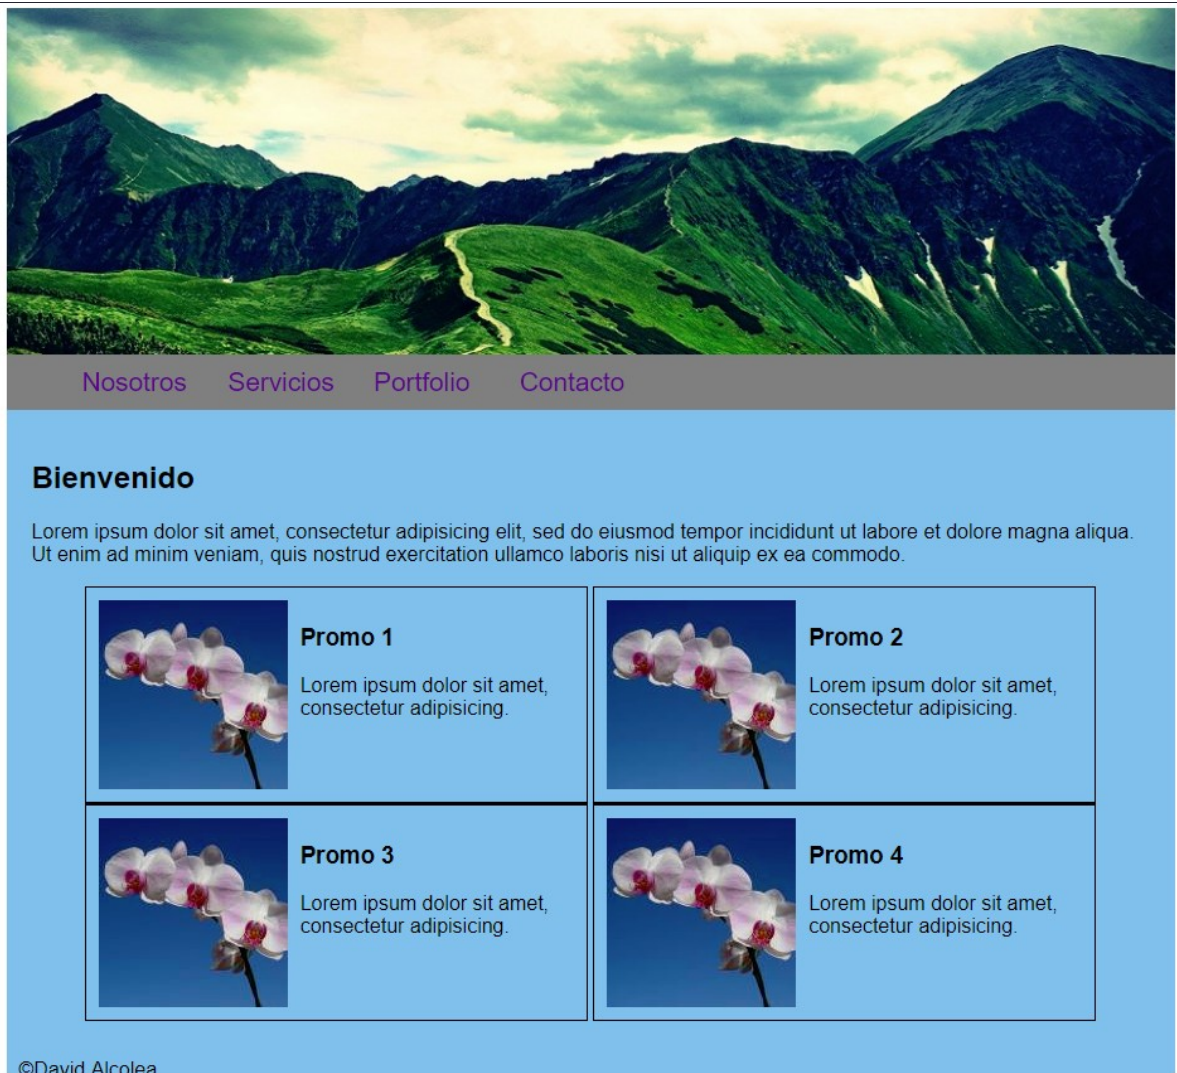 Nosotros Servicios Portfolio Contacto
Bienvenido
Lorem ipsum dolor sit amet, consectetur adipisicing elit, sed do eiusmod tempor incididunt ut labore et dolore magna aliqua.
Ut enim ad minim veniam, quis nostrud exercitation ullamco laboris nisi ut aliquip ex ea commodo.
Promo 1
Lorem ipsum dolor sit amet,
consectetur adipisicing.
Promo 2
Lorem ipsum dolor sit amet,
consectetur adipisicing.
Promo 3
Lorem ipsum dolor sit amet,
consectetur adipisicing.
Promo 4
Lorem ipsum dolor sit amet,
consectetur adipisicing.
©David Alcolea